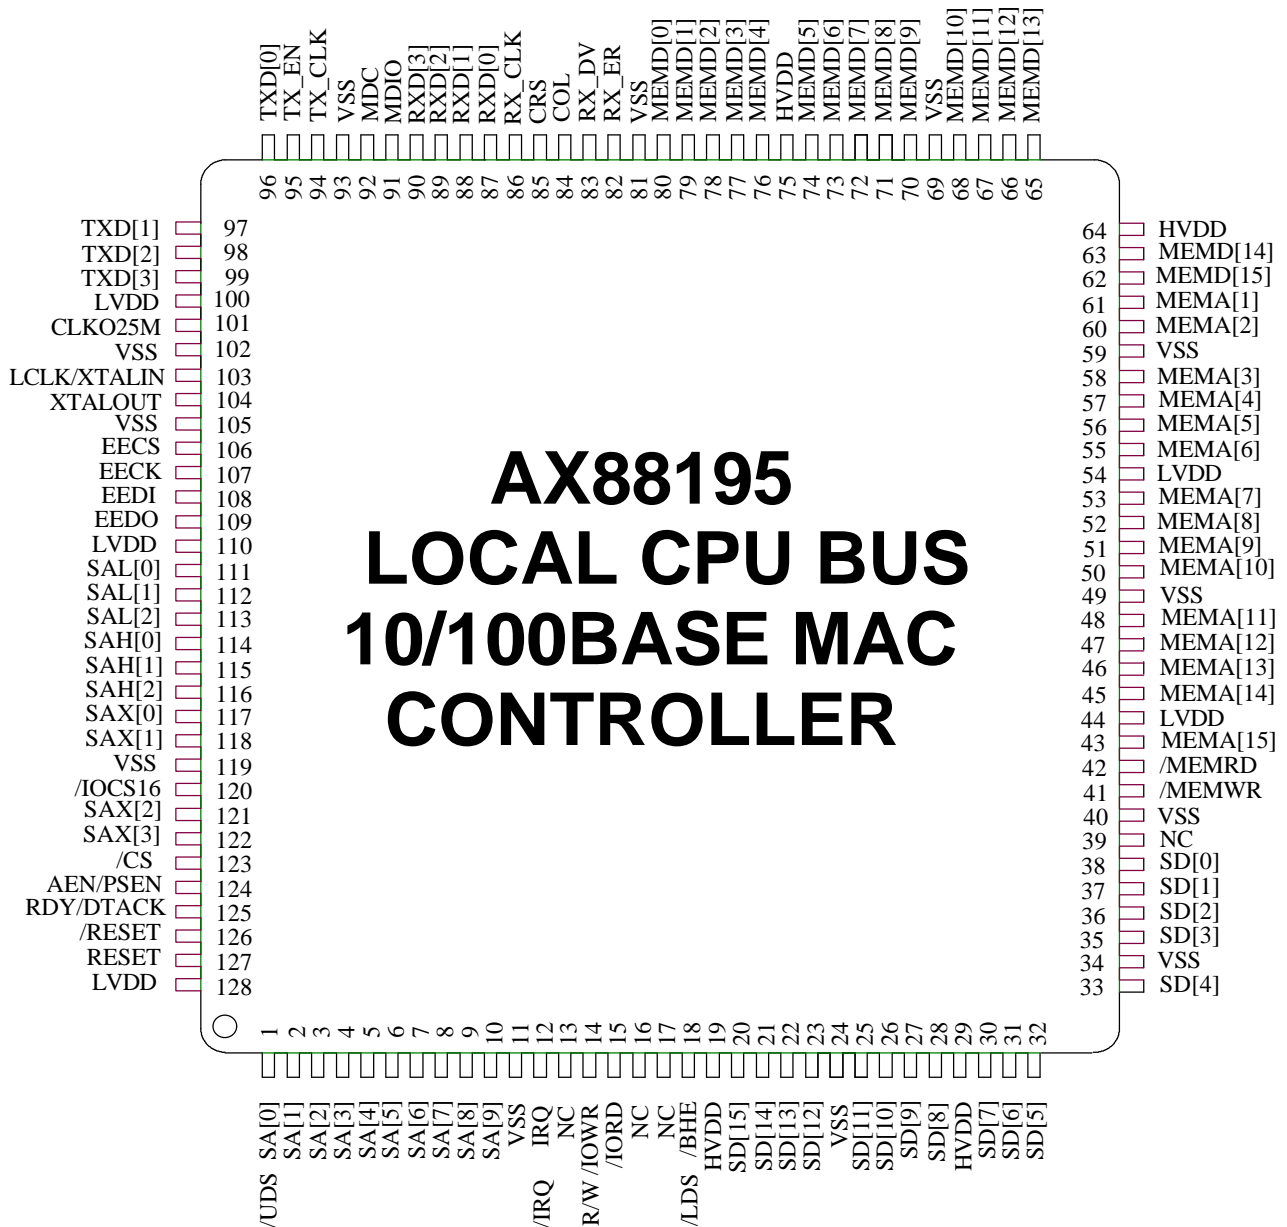 TXD[0]
TX_EN
TX_CLK
VSS
MDC
MDIO
RXD[3]
RXD[2]
RXD[1]
RXD[0]
RX_CLK
CRS
COL
RX_DV
RX_ER
VSS
MEMD[0]
MEMD[1]
MEMD[2]
MEMD[3]
MEMD[4]
HVDD
MEMD[5]
MEMD[6]
MEMD[7]
MEMD[8]
MEMD[9]
VSS
MEMD[10]
MEMD[11]
MEMD[12]
MEMD[13]
96
95
94
93
92
91
90
89
88
87
86
85
84
83
82
81
80
79
78
77
76
75
74
73
72
71
70
69
68
67
66
65
TXD[1] 97
TXD[2] 98
TXD[3] 99
LVDD 100
CLKO25M 101
VSS 102
LCLK/XTALIN 103
XTALOUT 104
VSS 105
EECS 106
EECK 107
EEDI 108
EEDO 109
LVDD 110
SAL[0] 111
SAL[1] 112
SAL[2] 113
SAH[0] 114
SAH[1] 115
SAH[2] 116
SAX[0] 117
SAX[1] 118
VSS 119
/IOCS16 120
SAX[2] 121
SAX[3] 122
/CS 123
AEN/PSEN 124
RDY/DTACK 125
/RESET 126
RESET 127
LVDD 128
AX88195
LOCAL CPU BUS
10/100BASE MAC
CONTROLLER
64 HVDD
63 MEMD[14]
62 MEMD[15]
61 MEMA[1]
60 MEMA[2]
59 VSS
58 MEMA[3]
57 MEMA[4]
56 MEMA[5]
55 MEMA[6]
54 LVDD
53 MEMA[7]
52 MEMA[8]
51 MEMA[9]
50 MEMA[10]
49 VSS
48 MEMA[11]
47 MEMA[12]
46 MEMA[13]
45 MEMA[14]
44 LVDD
43 MEMA[15]
42 /MEMRD
41 /MEMWR
40 VSS
39 NC
38 SD[0]
37 SD[1]
36 SD[2]
35 SD[3]
34 VSS
33 SD[4]
1
2
3
4
5
6
7
8
9
10
11
12
13
14
15
16
17
18
19
20
21
22
23
24
25
26
27
28
29
30
31
32
/UDS SA[0]
SA[1]
SA[2]
SA[3]
SA[4]
SA[5]
SA[6]
SA[7]
SA[8]
SA[9]
VSS
/IRQ IRQ
NC
R/W /IOWR
/IORD
NC
NC
/LDS /BHE
HVDD
SD[15]
SD[14]
SD[13]
SD[12]
VSS
SD[11]
SD[10]
SD[9]
SD[8]
HVDD
SD[7]
SD[6]
SD[5]